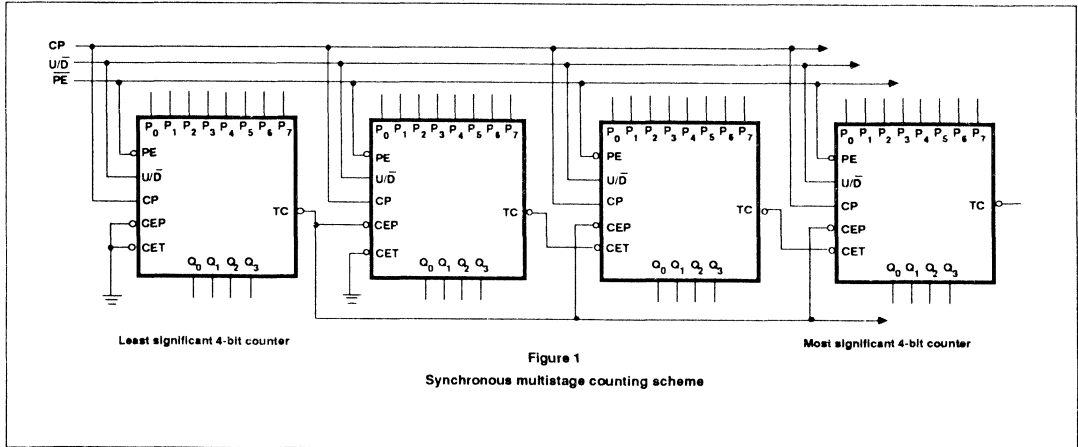 CP
U/D̅
P̅E̅
P0 P1 P2 P3 P4 P5 P6 P7
PE
U/D̅
CP
CEP
CET
TC
Q0 Q1 Q2 Q3
P0 P1 P2 P3 P4 P5 P6 P7
PE
U/D̅
CP
CEP
CET
TC
Q0 Q1 Q2 Q3
P0 P1 P2 P3 P4 P5 P6 P7
PE
U/D̅
CP
CEP
CET
TC
Q0 Q1 Q2 Q3
P0 P1 P2 P3 P4 P5 P6 P7
PE
U/D̅
CP
CEP
CET
TC
Q0 Q1 Q2 Q3
Least significant 4-bit counter
Most significant 4-bit counter
Figure 1
Synchronous multistage counting scheme